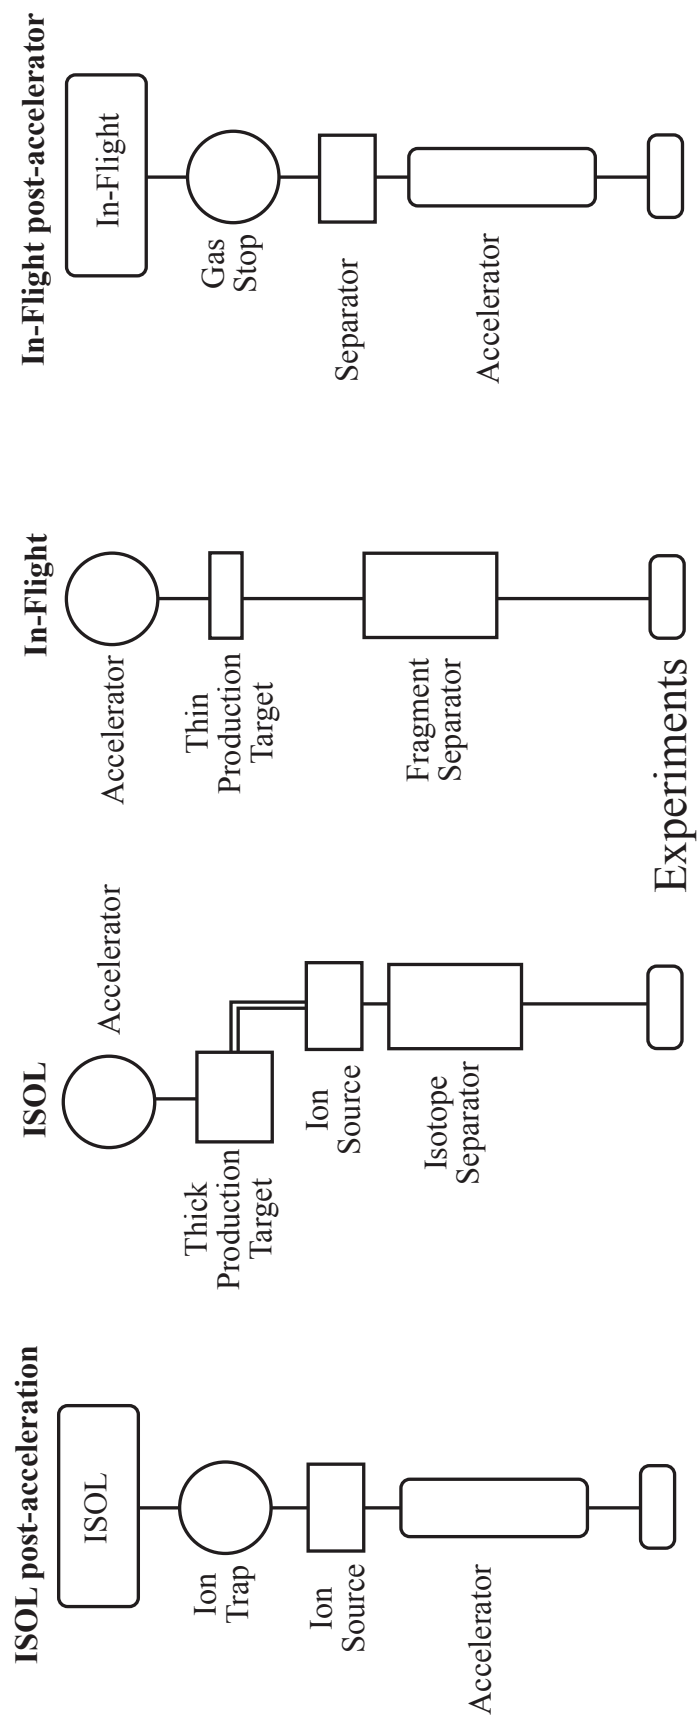 ISOL post-acceleration
ISOL
Ion
Trap
Ion
Source
Accelerator
ISOL
Accelerator
Thick
Production
Target
Ion
Source
Isotope
Separator
In-Flight
Accelerator
Thin
Production
Target
Fragment
Separator
Experiments
In-Flight post-accelerator
In-Flight
Gas
Stop
Separator
Accelerator